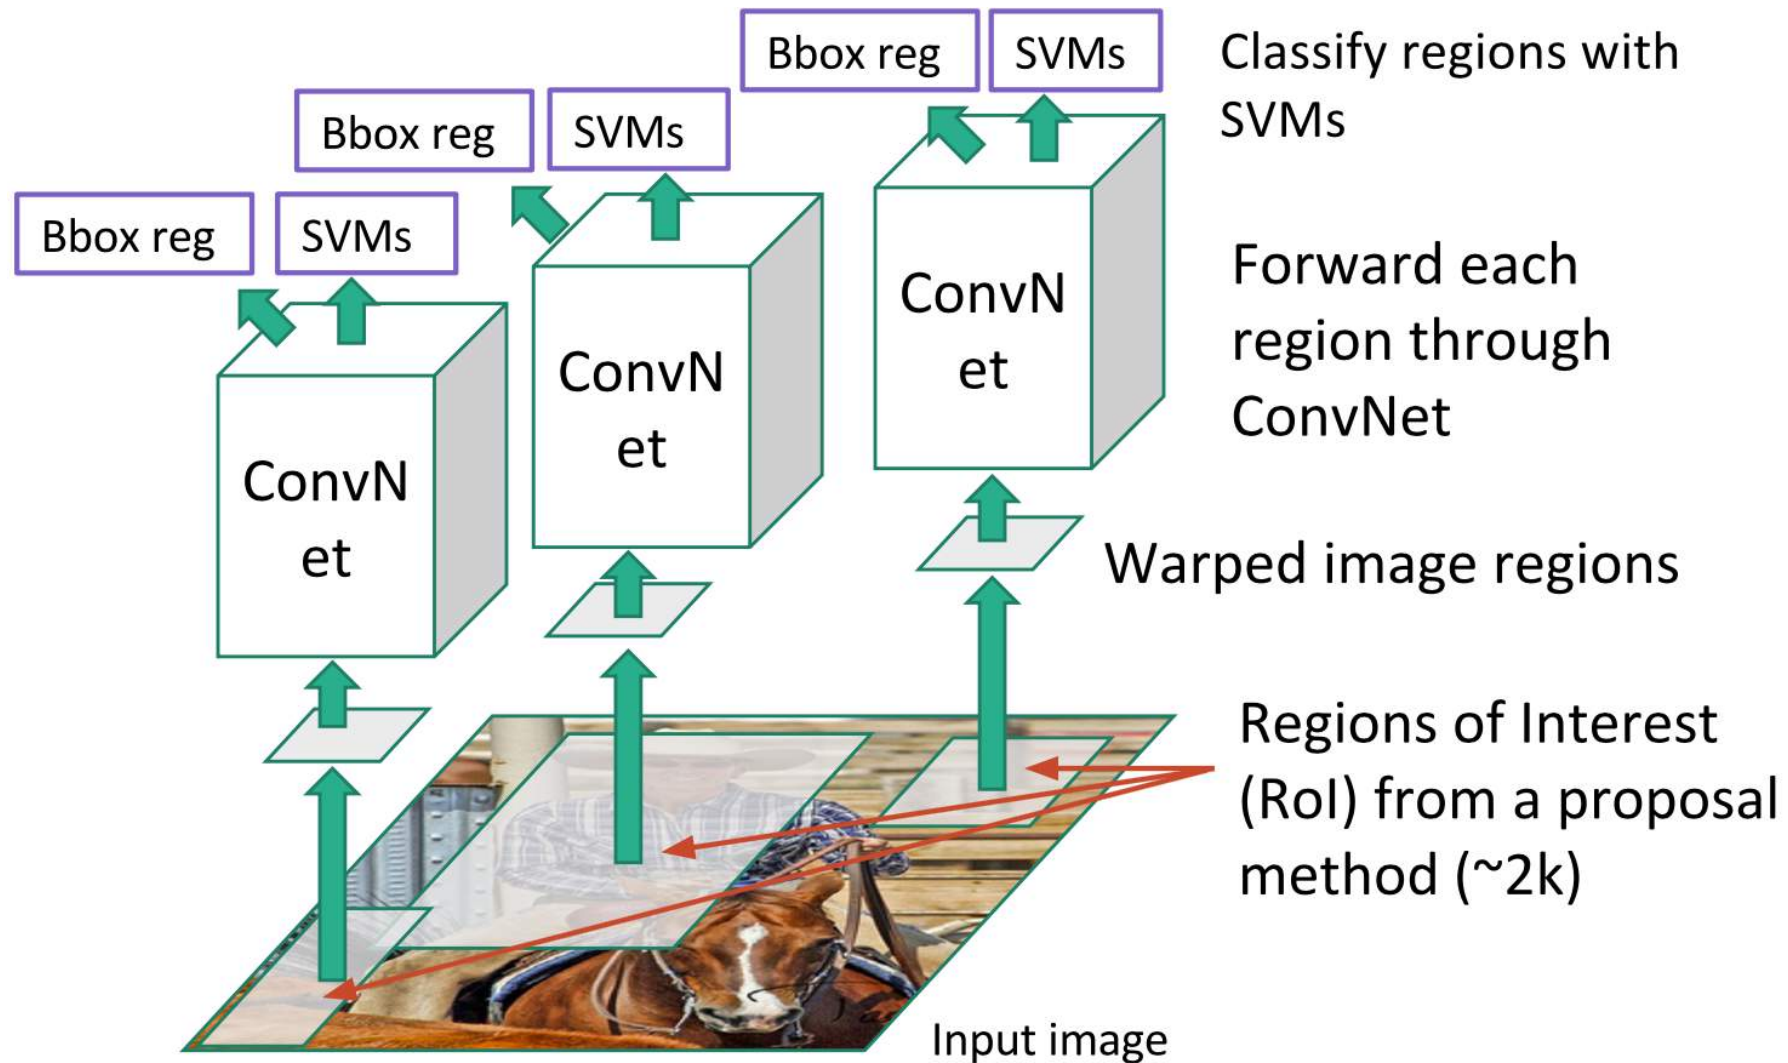 Bbox reg
SVMs
Classify regions with
SVMs
Bbox reg
SVMs
Bbox reg
SVMs
Forward each
region through
ConvNet
ConvN
et
ConvN
et
ConvN
et
Warped image regions
Regions of Interest
(RoI) from a proposal
method (~2k)
Input image